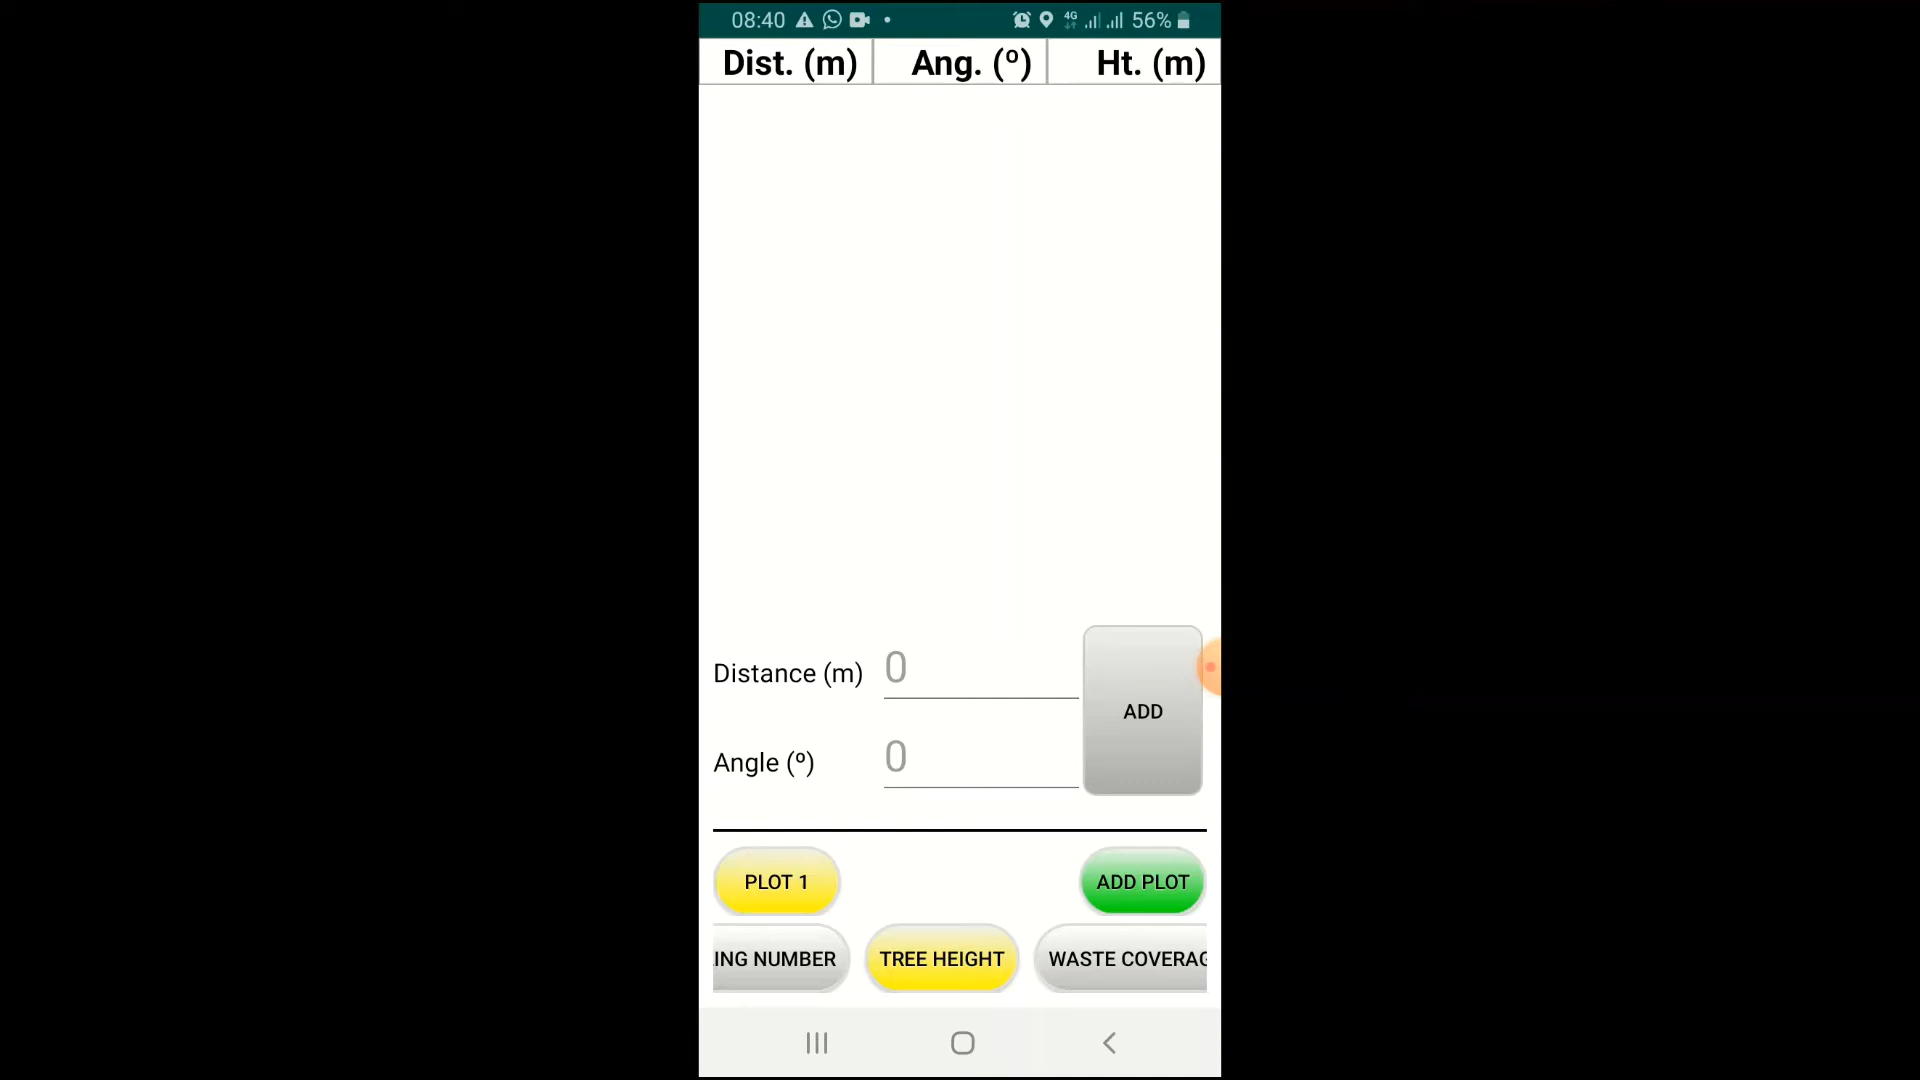 08:40 4G 56%
Dist. (m) Ang. (º) Ht. (m)
Distance (m) 0
ADD
Angle (º) 0
PLOT 1 ADD PLOT
ING NUMBER TREE HEIGHT WASTE COVERAG